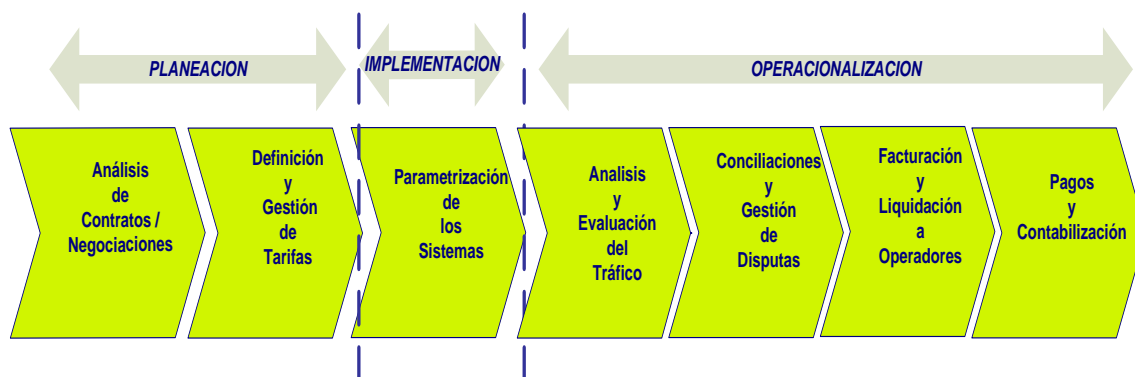 PLANEACION
IMPLEMENTACION
OPERACIONALIZACION
Análisis
de
Contratos /
Negociaciones
Definición
y
Gestión
de
Tarifas
Parametrización
de
los
Sistemas
Analisis
y
Evaluación
del
Tráfico
Conciliaciones
y
Gestión
de
Disputas
Facturación
y
Liquidación
a
Operadores
Pagos
y
Contabilización